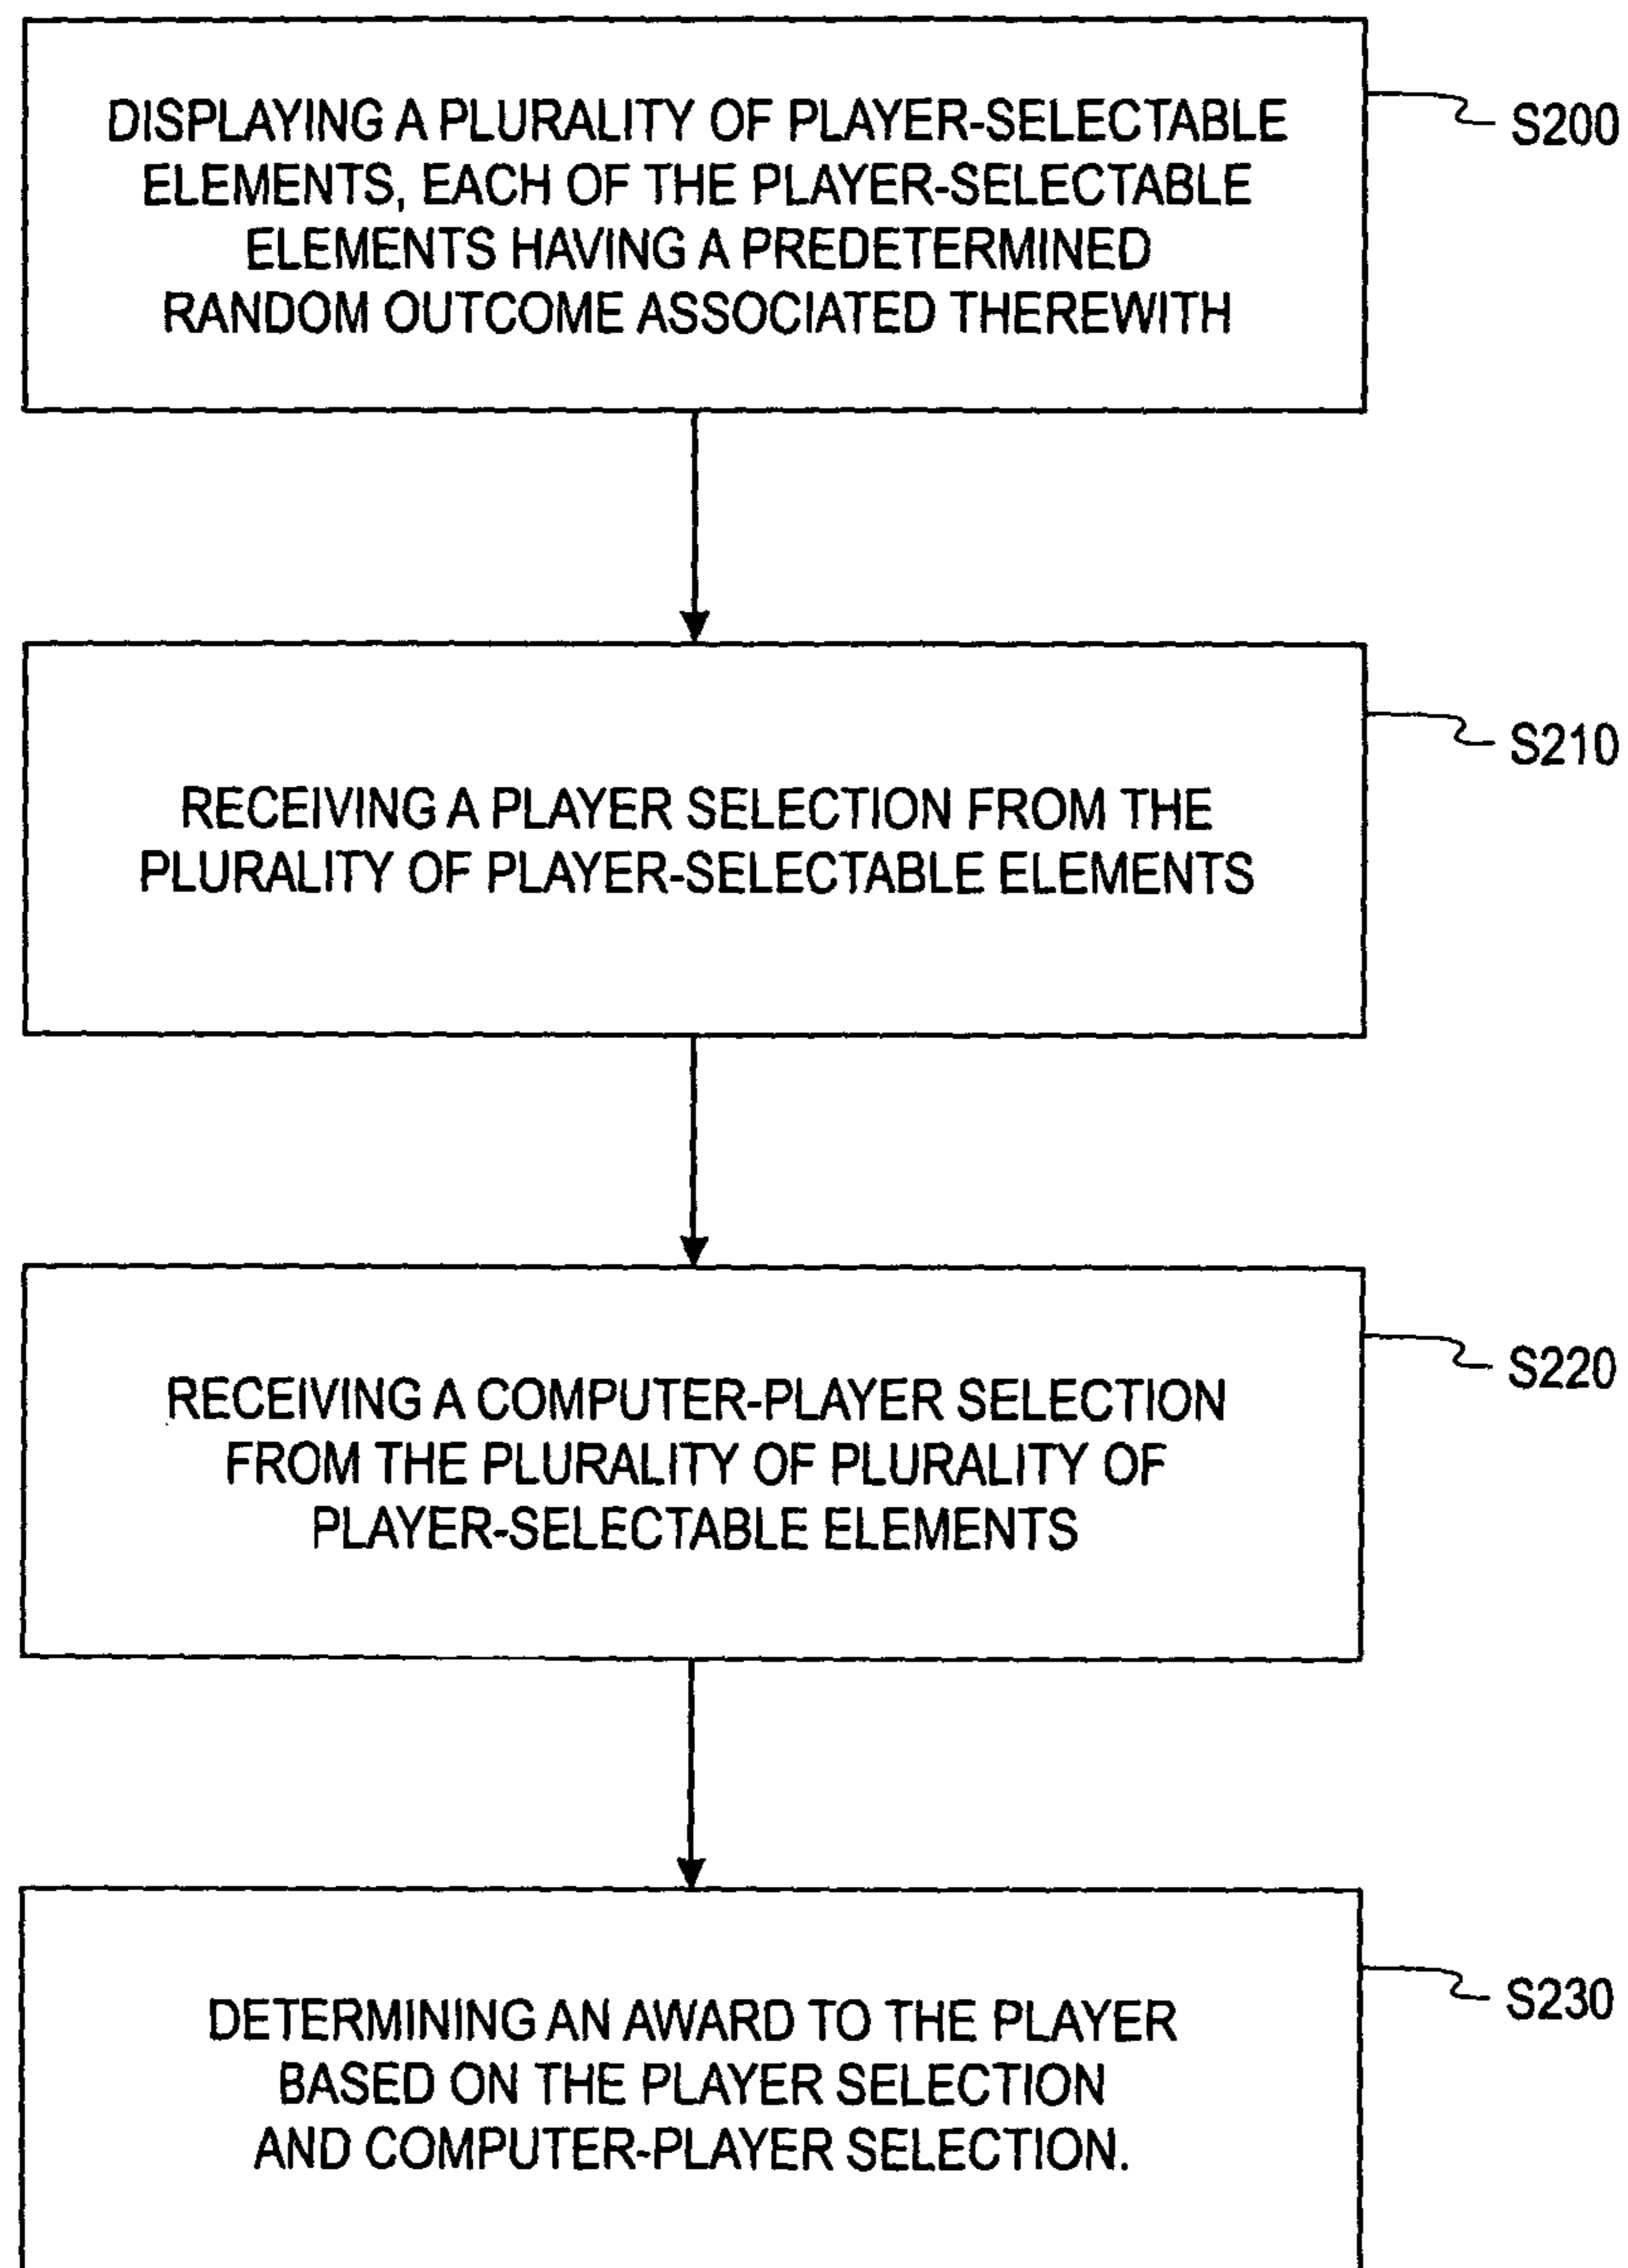 DISPLAYING A PLURALITY OF PLAYER-SELECTABLE
ELEMENTS, EACH OF THE PLAYER-SELECTABLE
ELEMENTS HAVING A PREDETERMINED
RANDOM OUTCOME ASSOCIATED THEREWITH
S200
RECEIVING A PLAYER SELECTION FROM THE
PLURALITY OF PLAYER-SELECTABLE ELEMENTS
S210
RECEIVING A COMPUTER-PLAYER SELECTION
FROM THE PLURALITY OF PLURALITY OF
PLAYER-SELECTABLE ELEMENTS
S220
DETERMINING AN AWARD TO THE PLAYER
BASED ON THE PLAYER SELECTION
AND COMPUTER-PLAYER SELECTION.
S230